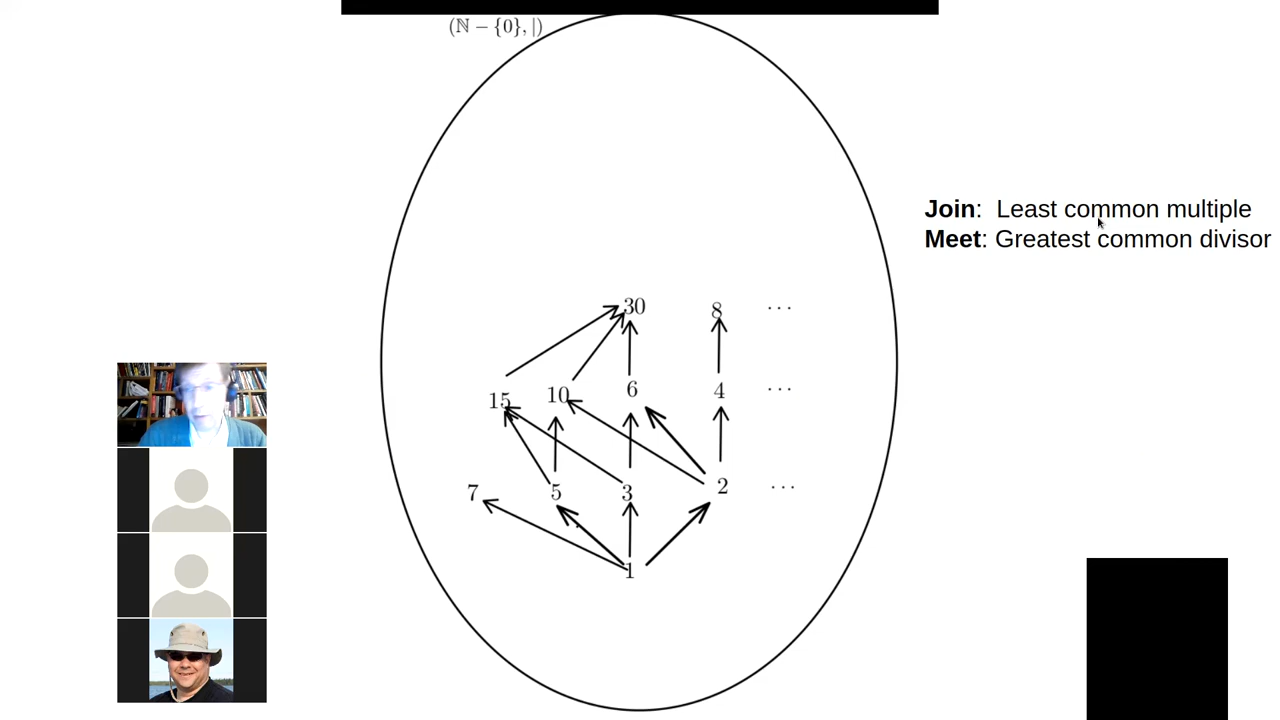 (ℕ − {0}, |)
Join: Least common multiple
Meet: Greatest common divisor
30 8 ···
15 10 6 4 ···
7 5 3 2 ···
1